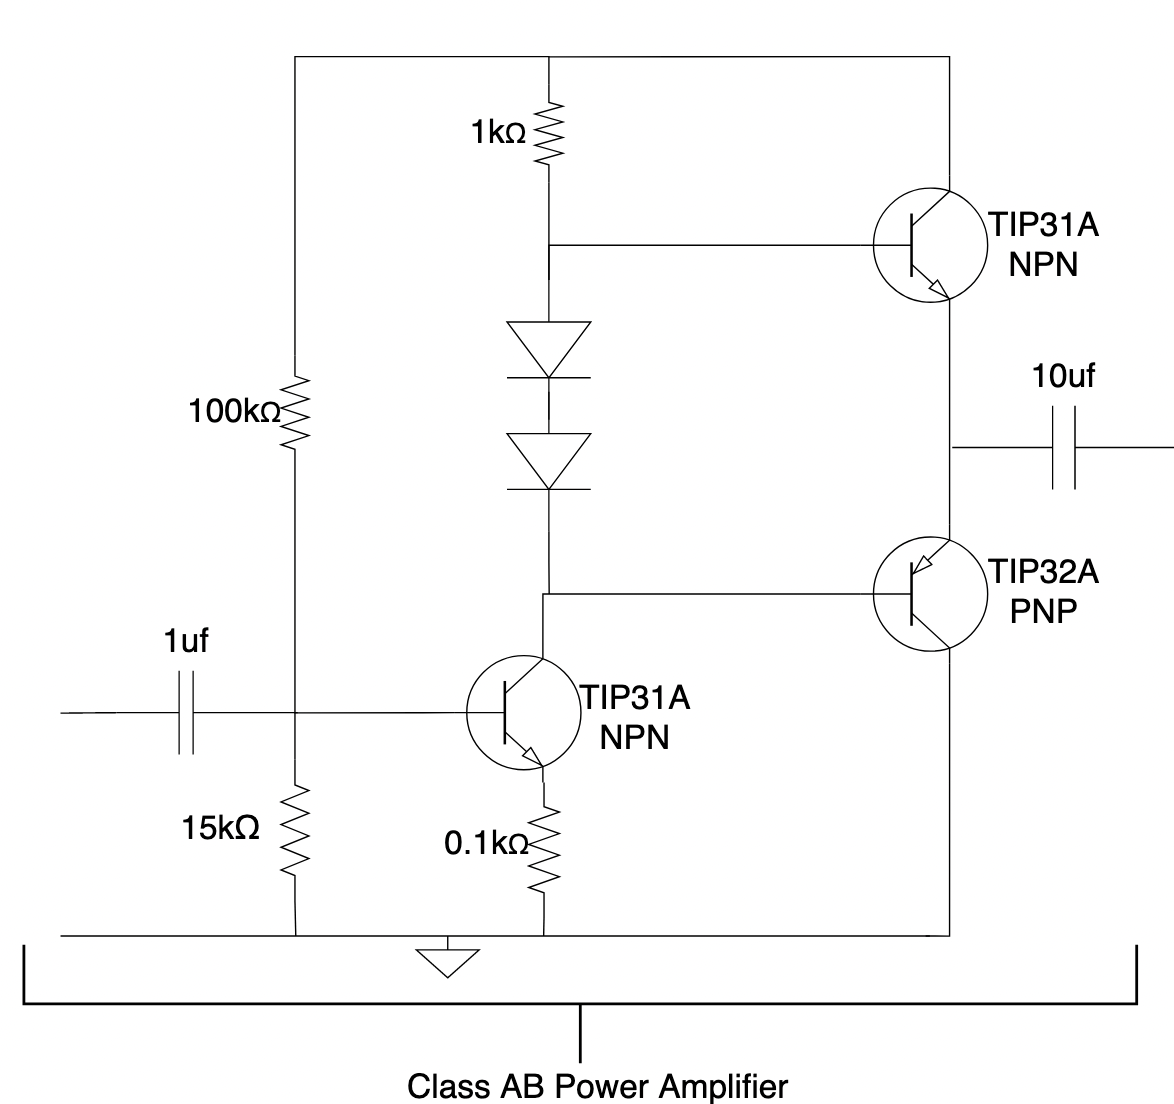 1kΩ
TIP31A
NPN
10uf
100kΩ
TIP32A
PNP
1uf
TIP31A
NPN
15kΩ
0.1kΩ
Class AB Power Amplifier